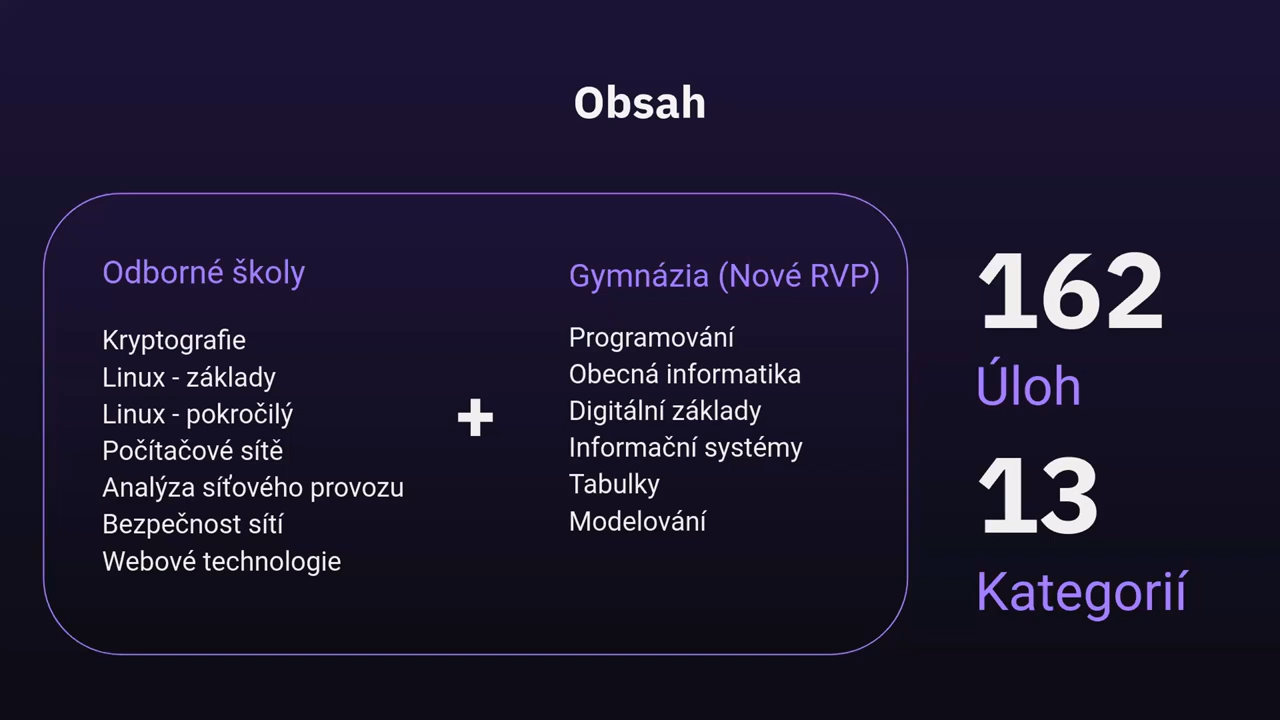 Obsah
Odborné školy
Kryptografie
Linux - základy
Linux - pokročilý
Počítačové sítě
Analýza síťového provozu
Bezpečnost sítí
Webové technologie
+
Gymnázia (Nové RVP)
Programování
Obecná informatika
Digitální základy
Informační systémy
Tabulky
Modelování
162
Úloh
13
Kategorií